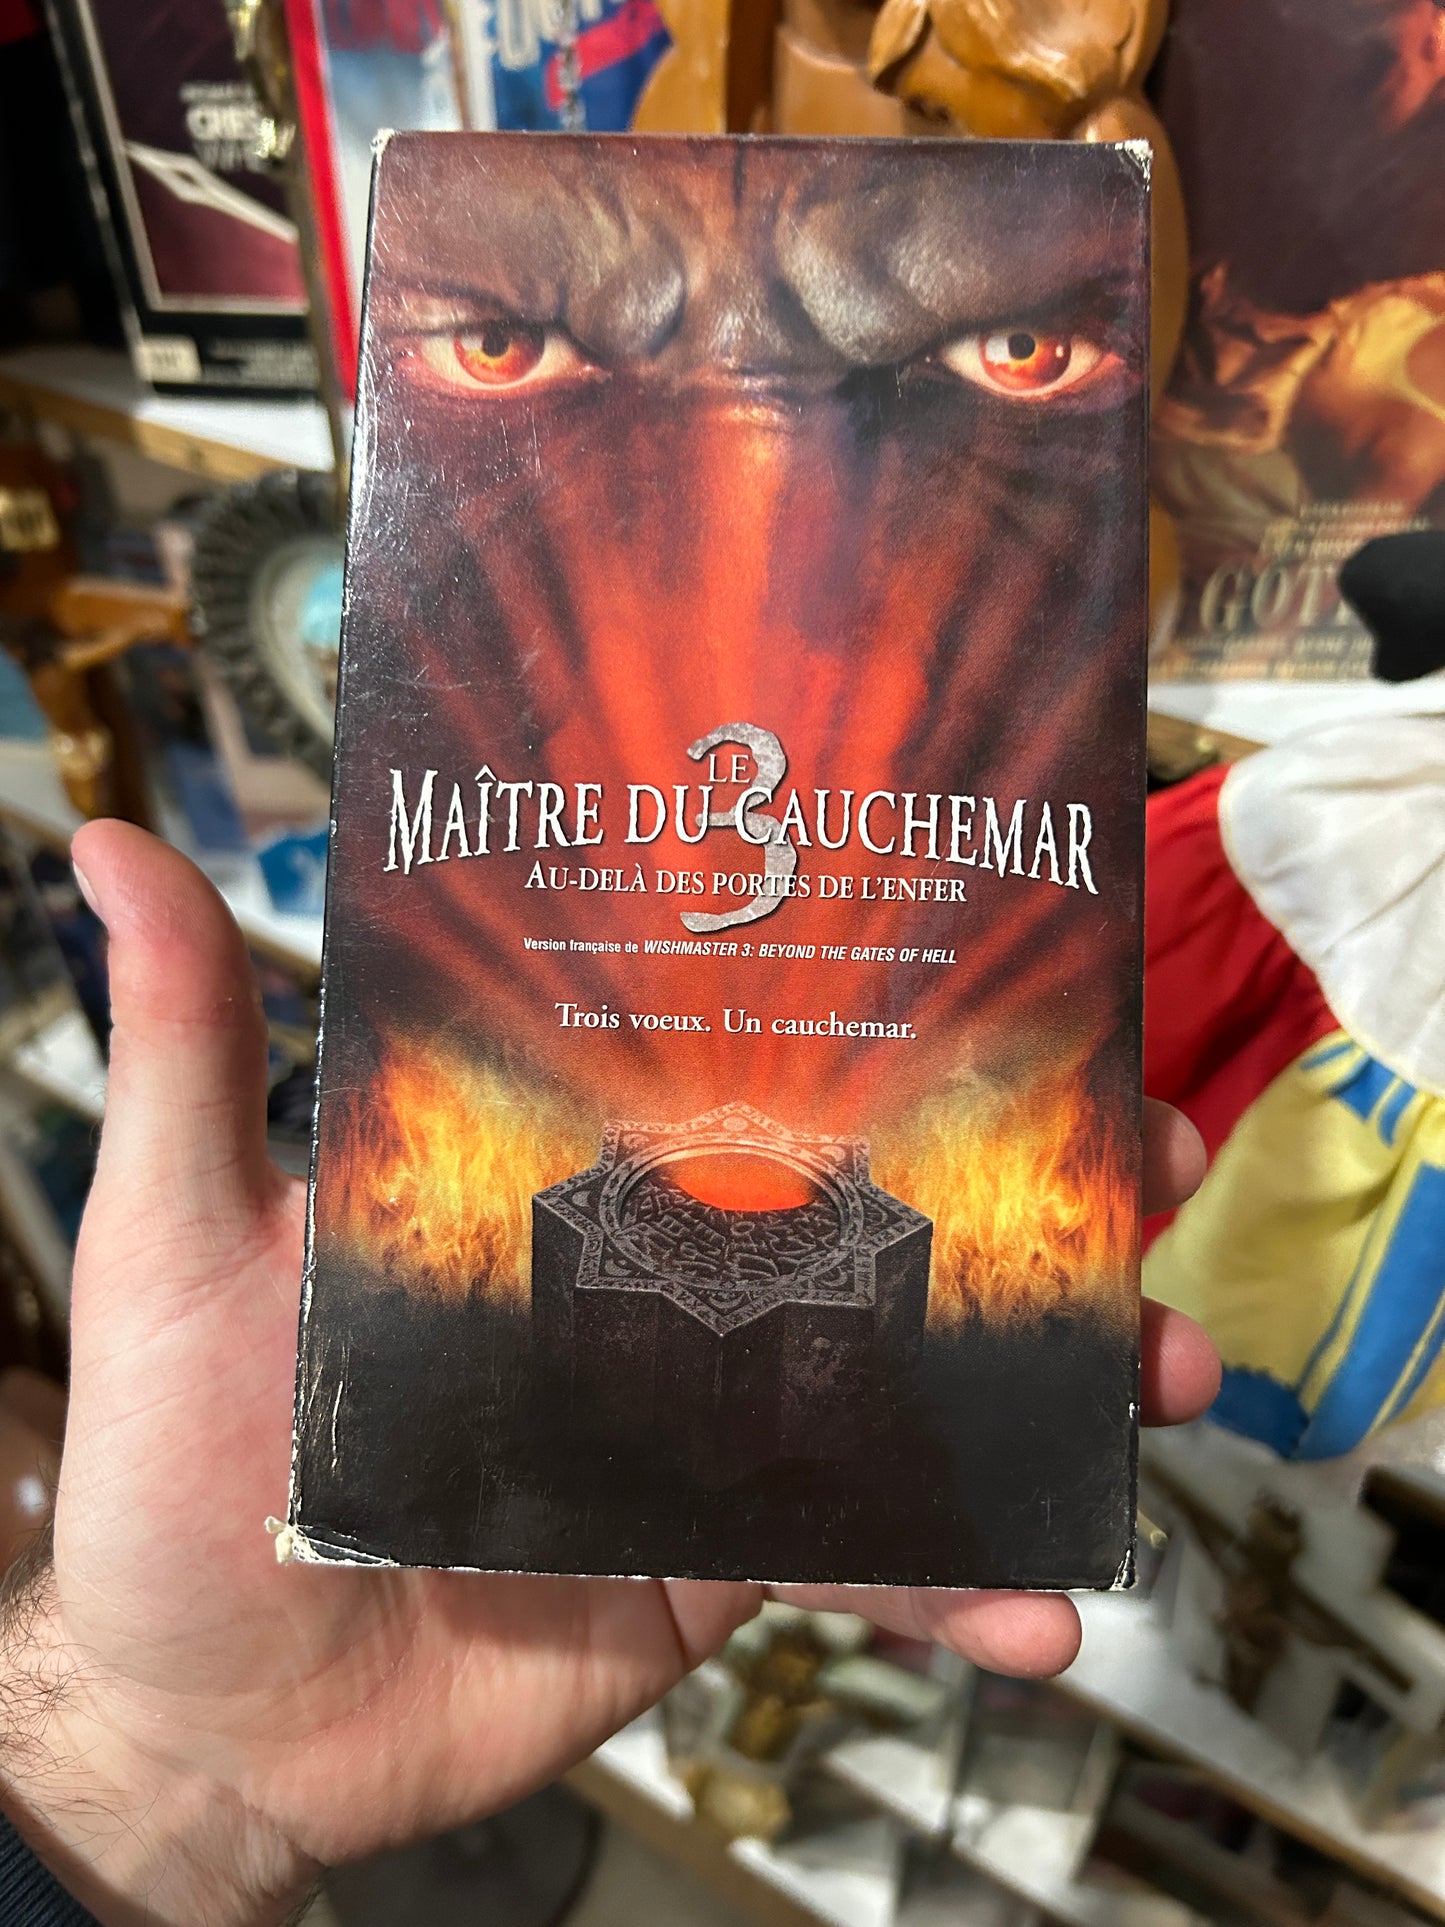 LE
3
MAÎTRE DU CAUCHEMAR
AU-DELÀ DES PORTES DE L'ENFER
Version française de WISHMASTER 3: BEYOND THE GATES OF HELL
Trois voeux. Un cauchemar.